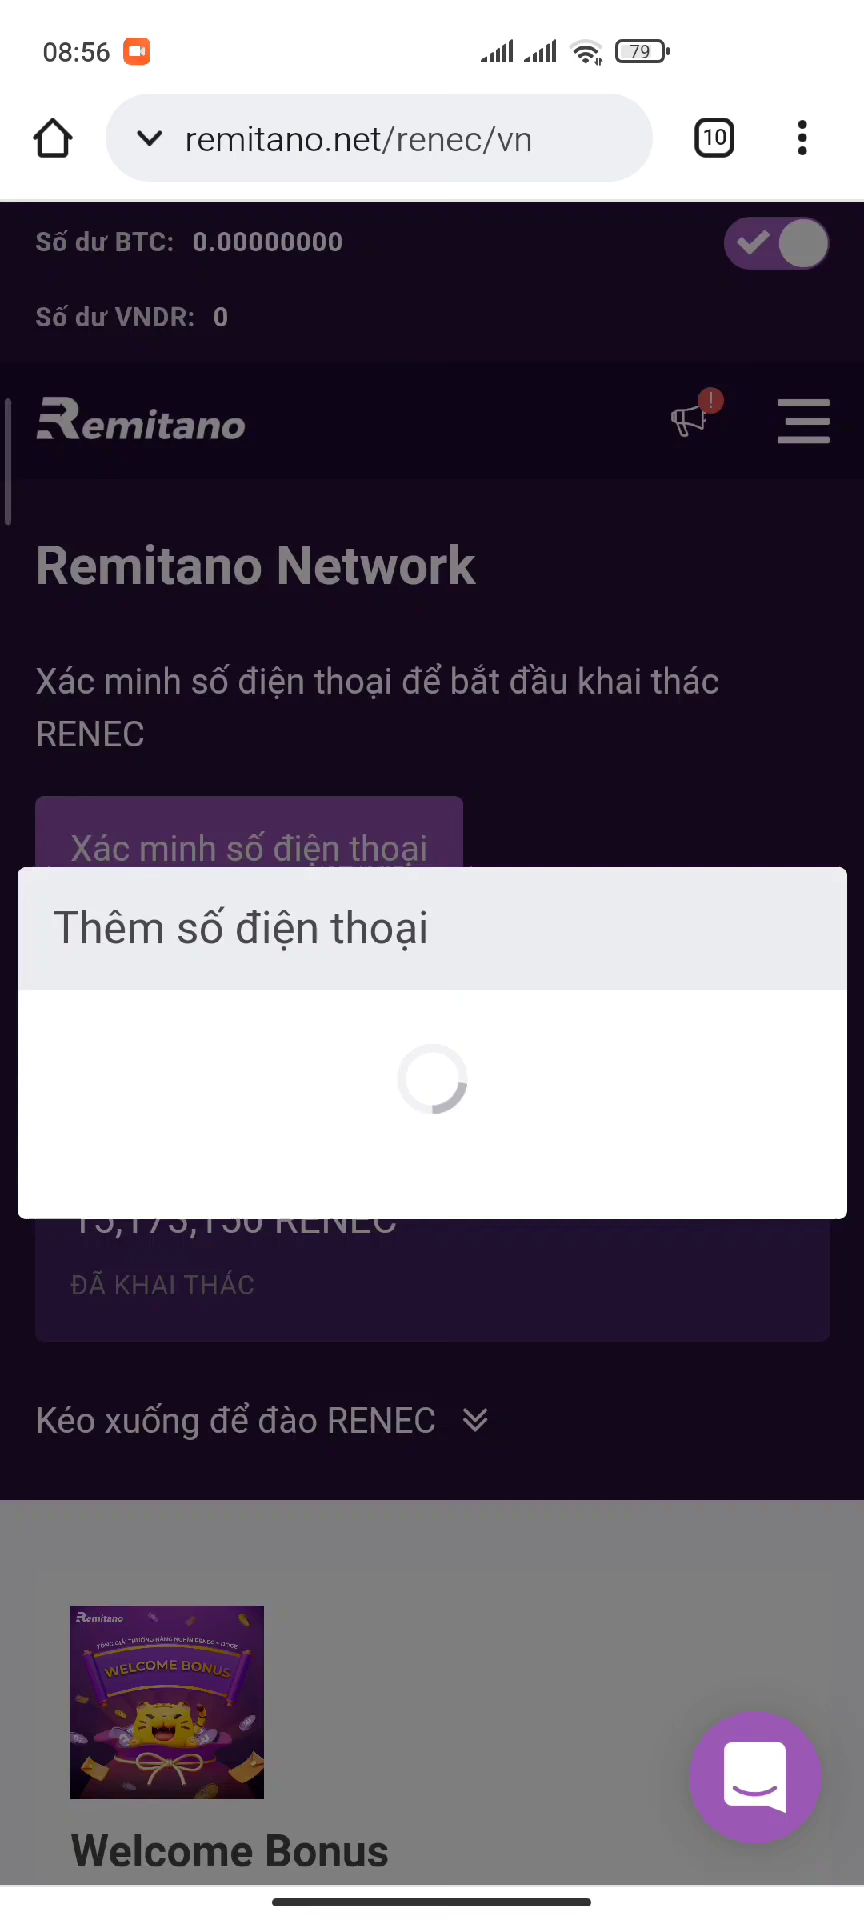 08:56
79
remitano.net/renec/vn
10
Số dư BTC: 0.00000000
Số dư VNDR: 0
Remitano
!
Remitano Network
Xác minh số điện thoại để bắt đầu khai thác
RENEC
Xác minh số điện thoại
Thêm số điện thoại
RENEC
ĐÃ KHAI THÁC
Kéo xuống để đào RENEC
Remitano
WELCOME BONUS
Welcome Bonus